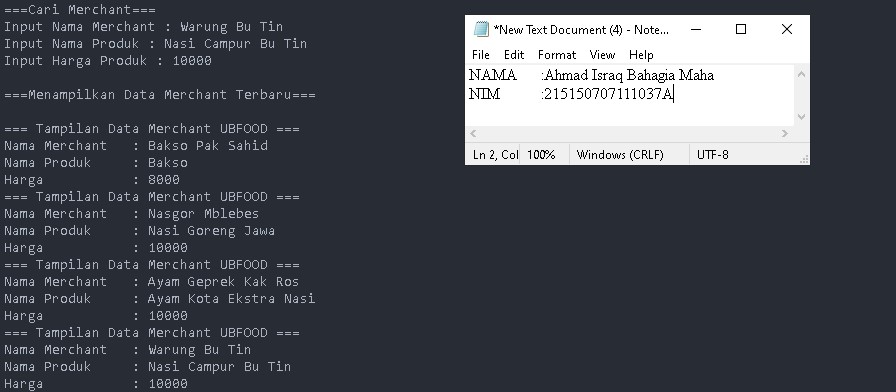 ===Cari Merchant===
Input Nama Merchant : Warung Bu Tin
Input Nama Produk : Nasi Campur Bu Tin
Input Harga Produk : 10000
===Menampilkan Data Merchant Terbaru===
=== Tampilan Data Merchant UBFOOD ===
Nama Merchant : Bakso Pak Sahid
Nama Produk : Bakso
Harga : 8000
=== Tampilan Data Merchant UBFOOD ===
Nama Merchant : Nasgor Mblebes
Nama Produk : Nasi Goreng Jawa
Harga : 10000
=== Tampilan Data Merchant UBFOOD ===
Nama Merchant : Ayam Geprek Kak Ros
Nama Produk : Ayam Kota Ekstra Nasi
Harga : 10000
=== Tampilan Data Merchant UBFOOD ===
Nama Merchant : Warung Bu Tin
Nama Produk : Nasi Campur Bu Tin
Harga : 10000
*New Text Document (4) - Note...
File Edit Format View Help
NAMA :Ahmad Israq Bahagia Maha
NIM :215150707111037A
Ln 2, Col 100% Windows (CRLF) UTF-8